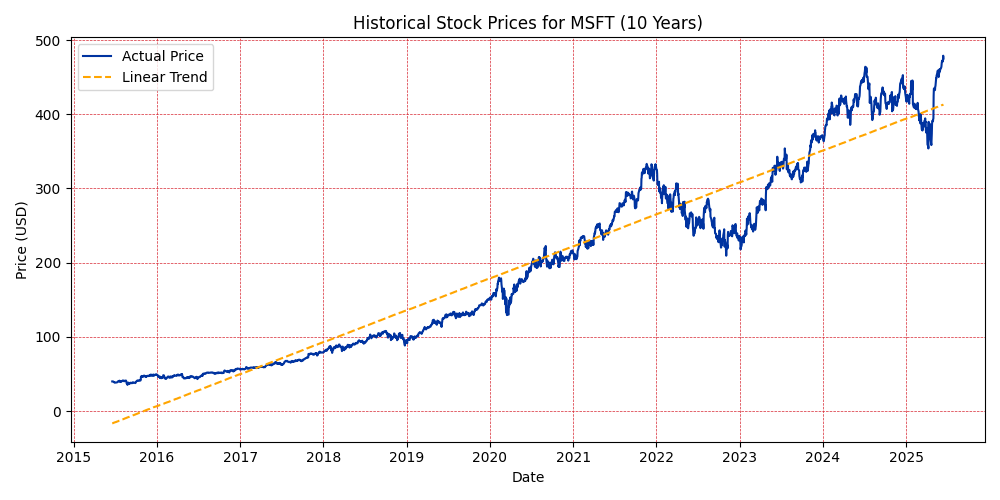 Historical Stock Prices for MSFT (10 Years)
Actual Price
Linear Trend
Price (USD)
500
400
300
200
100
0
2015 2016 2017 2018 2019 2020 2021 2022 2023 2024 2025
Date